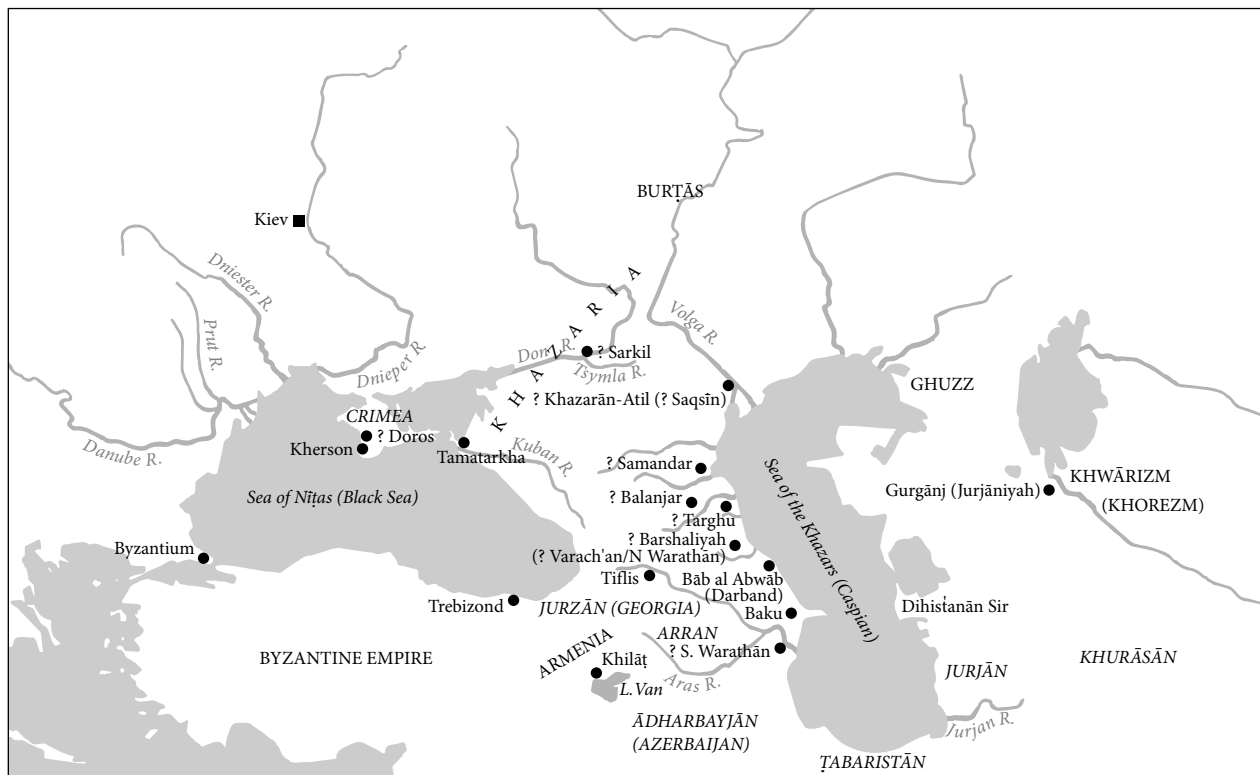 BURṬĀS
Kiev
Dniester R.
Prut R.
Dnieper R.
Danube R.
KHAZARIA
Don R.
? Sarkil
Tsymla R.
Volga R.
? Khazarān-Atil (? Saqsīn)
GHUZZ
CRIMEA
? Doros
Kherson
Tamatarkha
Kuban R.
? Samandar
Sea of Nīṭas (Black Sea)
? Balanjar
? Targhu
? Barshaliyah
(? Varach'an/N Warathān)
Sea of the Khazars (Caspian)
Gurgānj (Jurjāniyah)
KHWĀRIZM
(KHOREZM)
Byzantium
Tiflis
Bāb al Abwāb
(Darband)
Baku
Trebizond
JURZĀN (GEORGIA)
Dihist'anān Sir
ARMENIA
ARRAN
? S. Warathān
BYZANTINE EMPIRE
Khilāṭ
L.Van
Aras R.
JURJĀN
KHURĀSĀN
ĀDHARBAYJĀN
(AZERBAIJAN)
Jurjan R.
ṬABARISTĀN